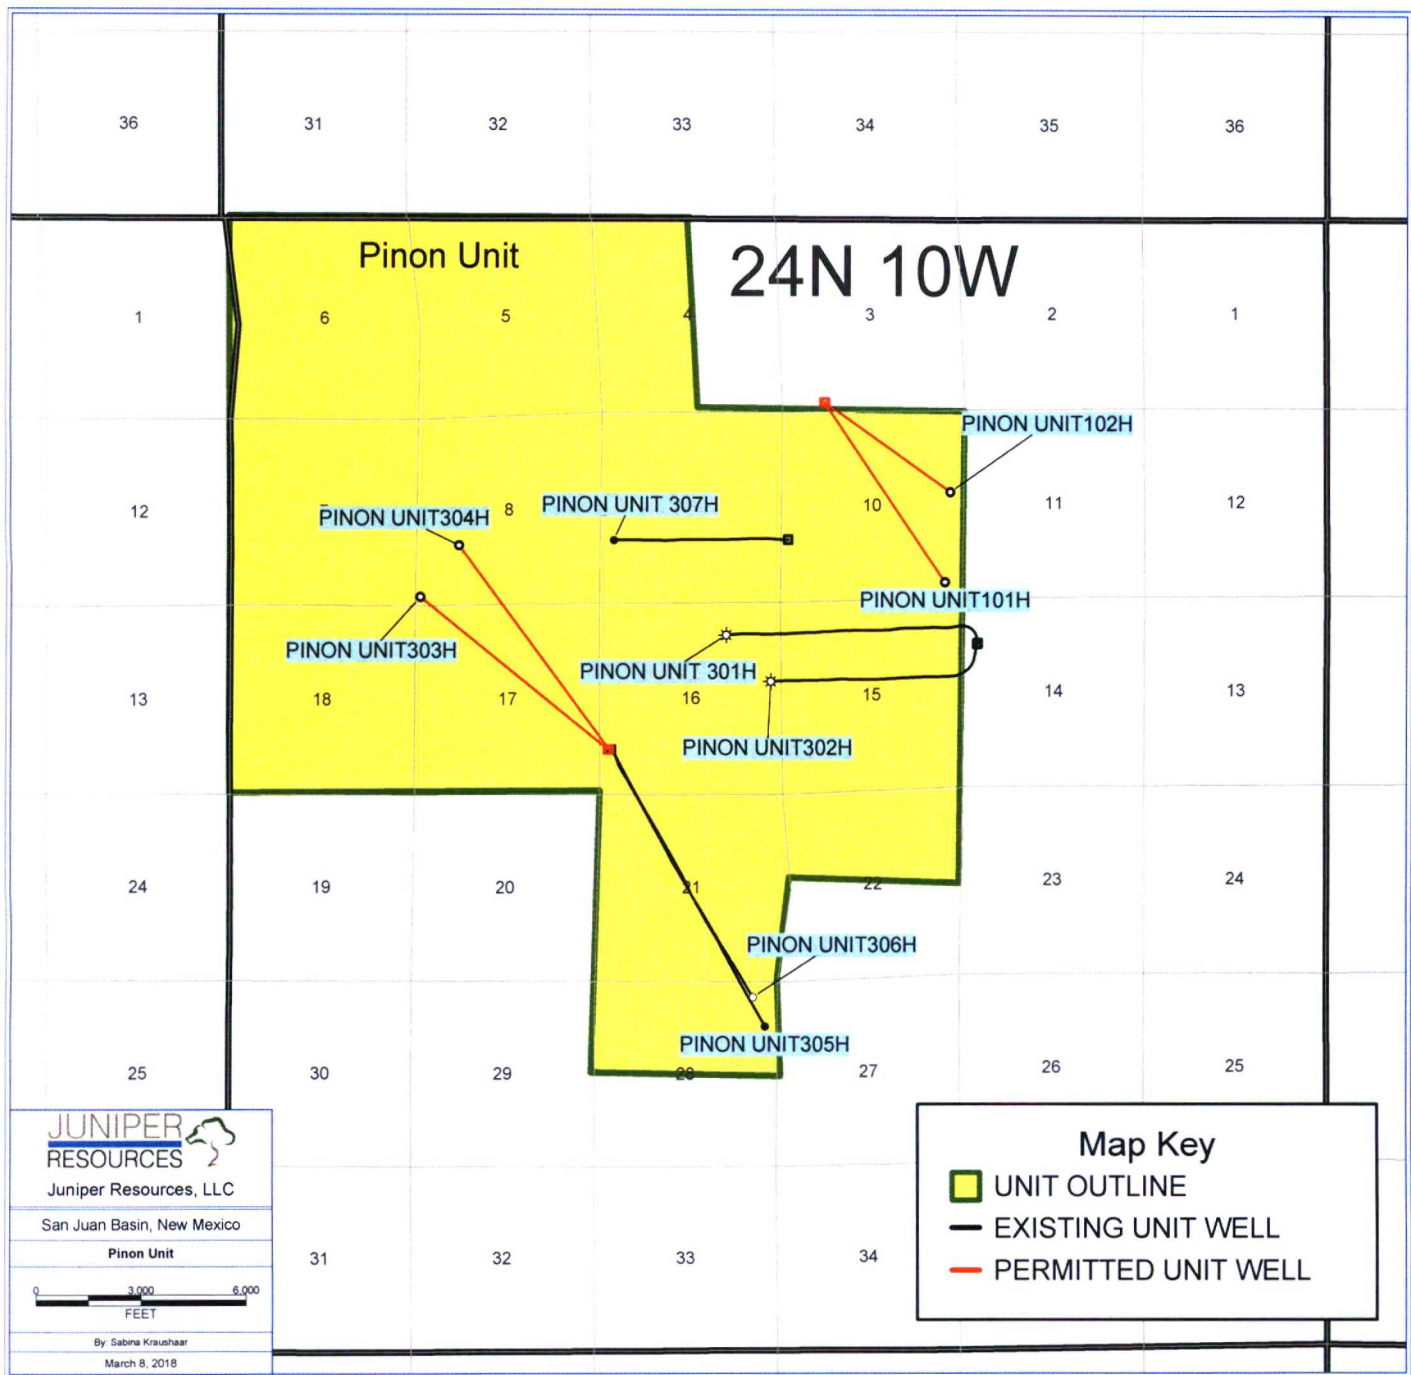 36 31 32 33 34 35 36
Pinon Unit
24N 10W
1 6 5 4 3 2 1
PINON UNIT102H
12 8 10 11 12
PINON UNIT304H
PINON UNIT 307H
PINON UNIT101H
PINON UNIT303H
PINON UNIT 301H
13 18 17 16 15 14 13
PINON UNIT302H
24 19 20 21 22 23 24
PINON UNIT306H
PINON UNIT305H
25 30 29 28 27 26 25
31 32 33 34
JUNIPER
RESOURCES
Juniper Resources, LLC
San Juan Basin, New Mexico
Pinon Unit
0 3,000 6,000
FEET
By: Sabina Kraushaar
March 8, 2018
Map Key
UNIT OUTLINE
EXISTING UNIT WELL
PERMITTED UNIT WELL